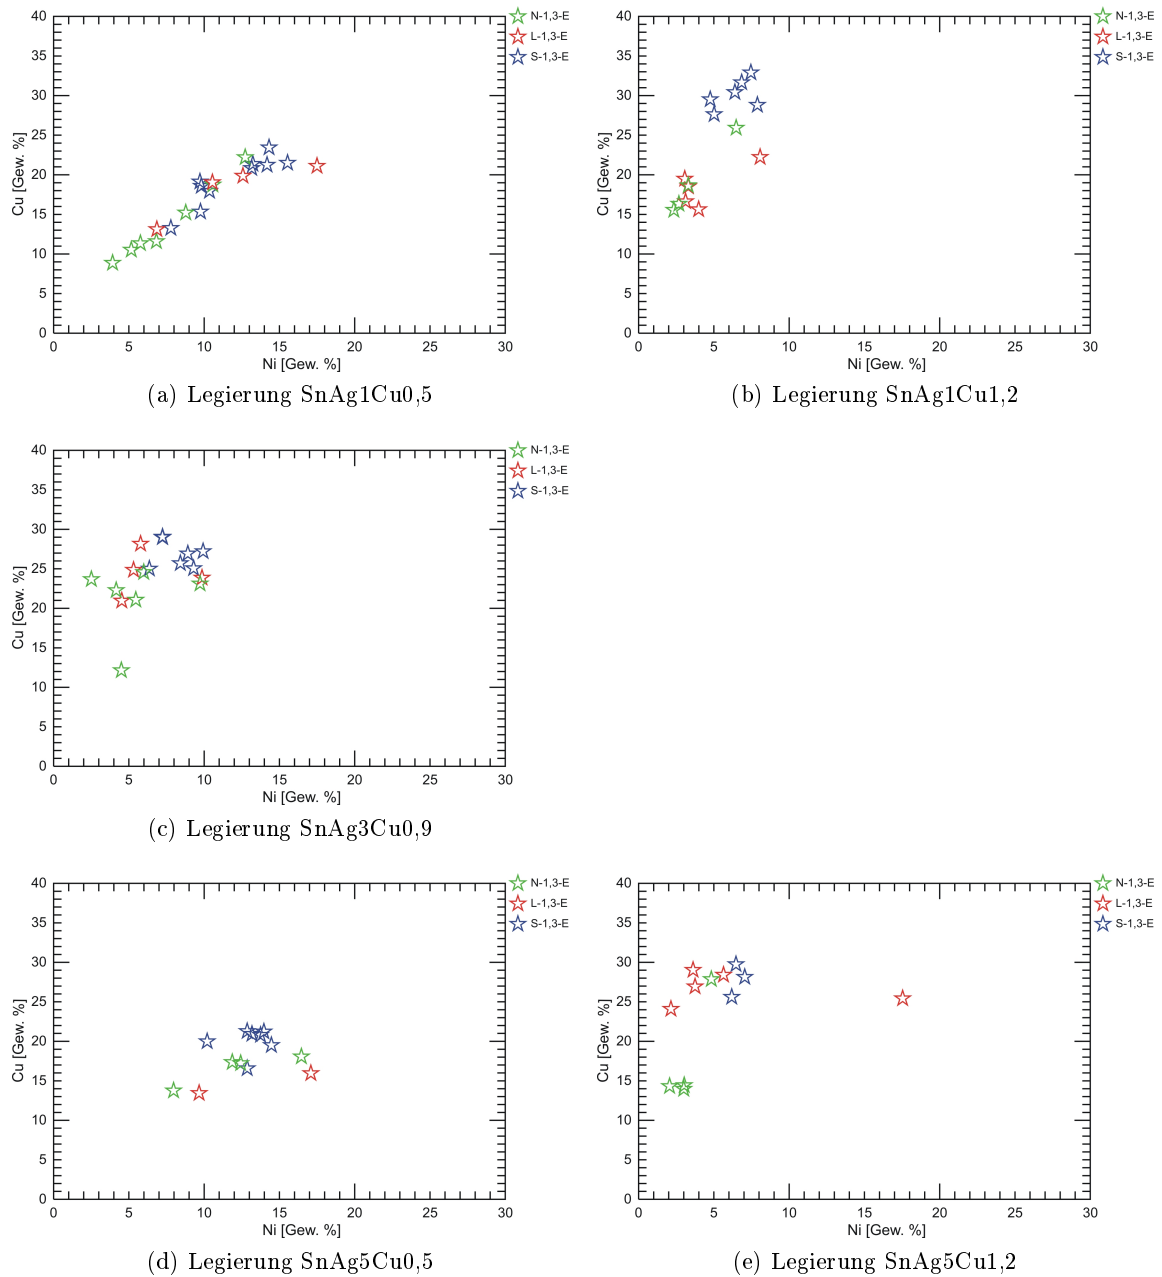 40
35
30
25
20
15
10
5
0
Cu [Gew. %]
0 5 10 15 20 25 30
Ni [Gew. %]
N-1,3-E
L-1,3-E
S-1,3-E
(a) Legierung SnAg1Cu0,5
40
35
30
25
20
15
10
5
0
Cu [Gew. %]
0 5 10 15 20 25 30
Ni [Gew. %]
N-1,3-E
L-1,3-E
S-1,3-E
(b) Legierung SnAg1Cu1,2
40
35
30
25
20
15
10
5
0
Cu [Gew. %]
0 5 10 15 20 25 30
Ni [Gew. %]
N-1,3-E
L-1,3-E
S-1,3-E
(c) Legierung SnAg3Cu0,9
40
35
30
25
20
15
10
5
0
Cu [Gew. %]
0 5 10 15 20 25 30
Ni [Gew. %]
N-1,3-E
L-1,3-E
S-1,3-E
(d) Legierung SnAg5Cu0,5
40
35
30
25
20
15
10
5
0
Cu [Gew. %]
0 5 10 15 20 25 30
Ni [Gew. %]
N-1,3-E
L-1,3-E
S-1,3-E
(e) Legierung SnAg5Cu1,2